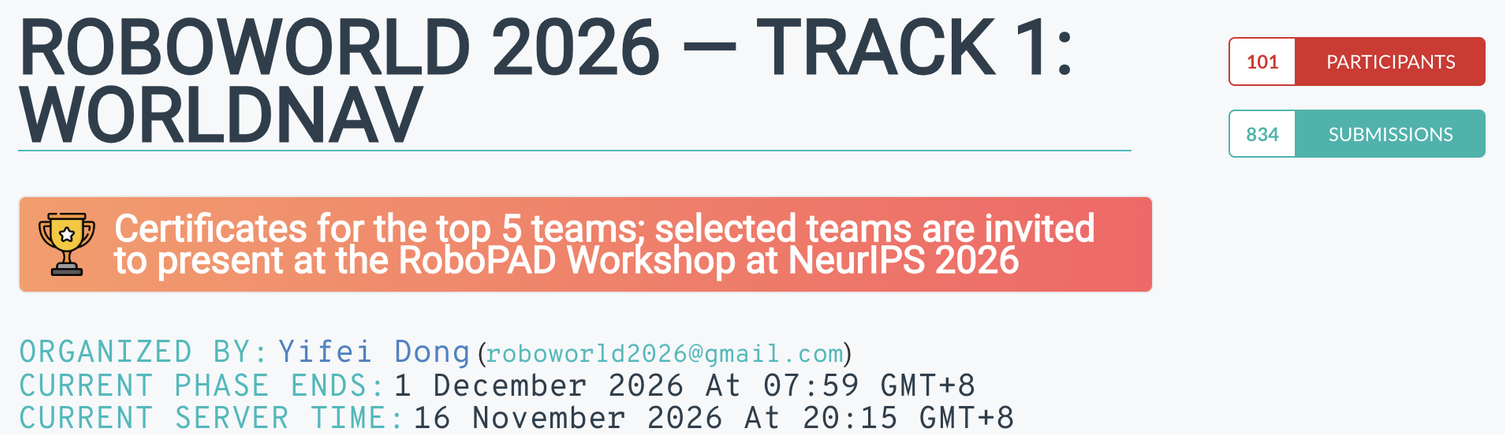 ROBOWORLD 2026 — TRACK 1:
WORLDNAV
101 PARTICIPANTS
834 SUBMISSIONS
Certificates for the top 5 teams; selected teams are invited
to present at the RoboPAD Workshop at NeurIPS 2026
ORGANIZED BY: Yifei Dong (roboworld2026@gmail.com)
CURRENT PHASE ENDS: 1 December 2026 At 07:59 GMT+8
CURRENT SERVER TIME: 16 November 2026 At 20:15 GMT+8